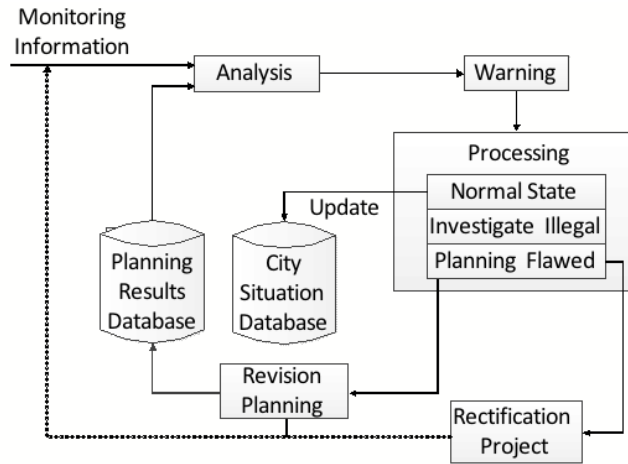 Monitoring
Information
Analysis
Warning
Processing
Normal State
Update
Investigate Illegal
Planning Flawed
Planning
Results
Database
City
Situation
Database
Revision
Planning
Rectification
Project